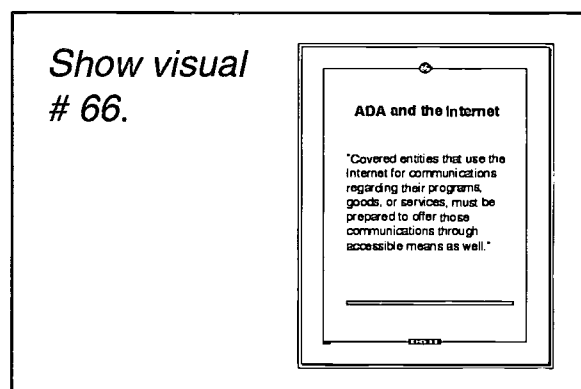 Show visual
# 66.
ADA and the Internet
"Covered entities that use the
Internet for communications
regarding their programs,
goods, or services, must be
prepared to offer those
communications through
accessible means as well."